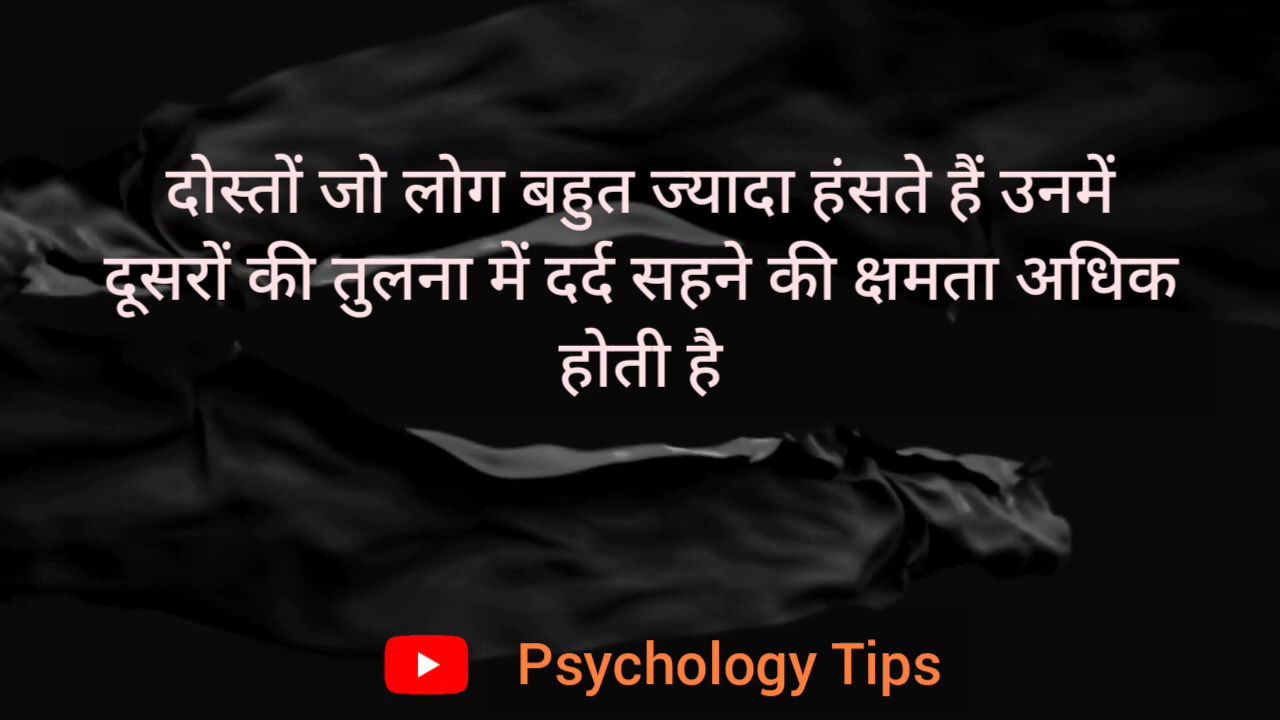 दोस्तों जो लोग बहुत ज्यादा हंसते हैं उनमें
दूसरों की तुलना में दर्द सहने की क्षमता अधिक
होती है
Psychology Tips